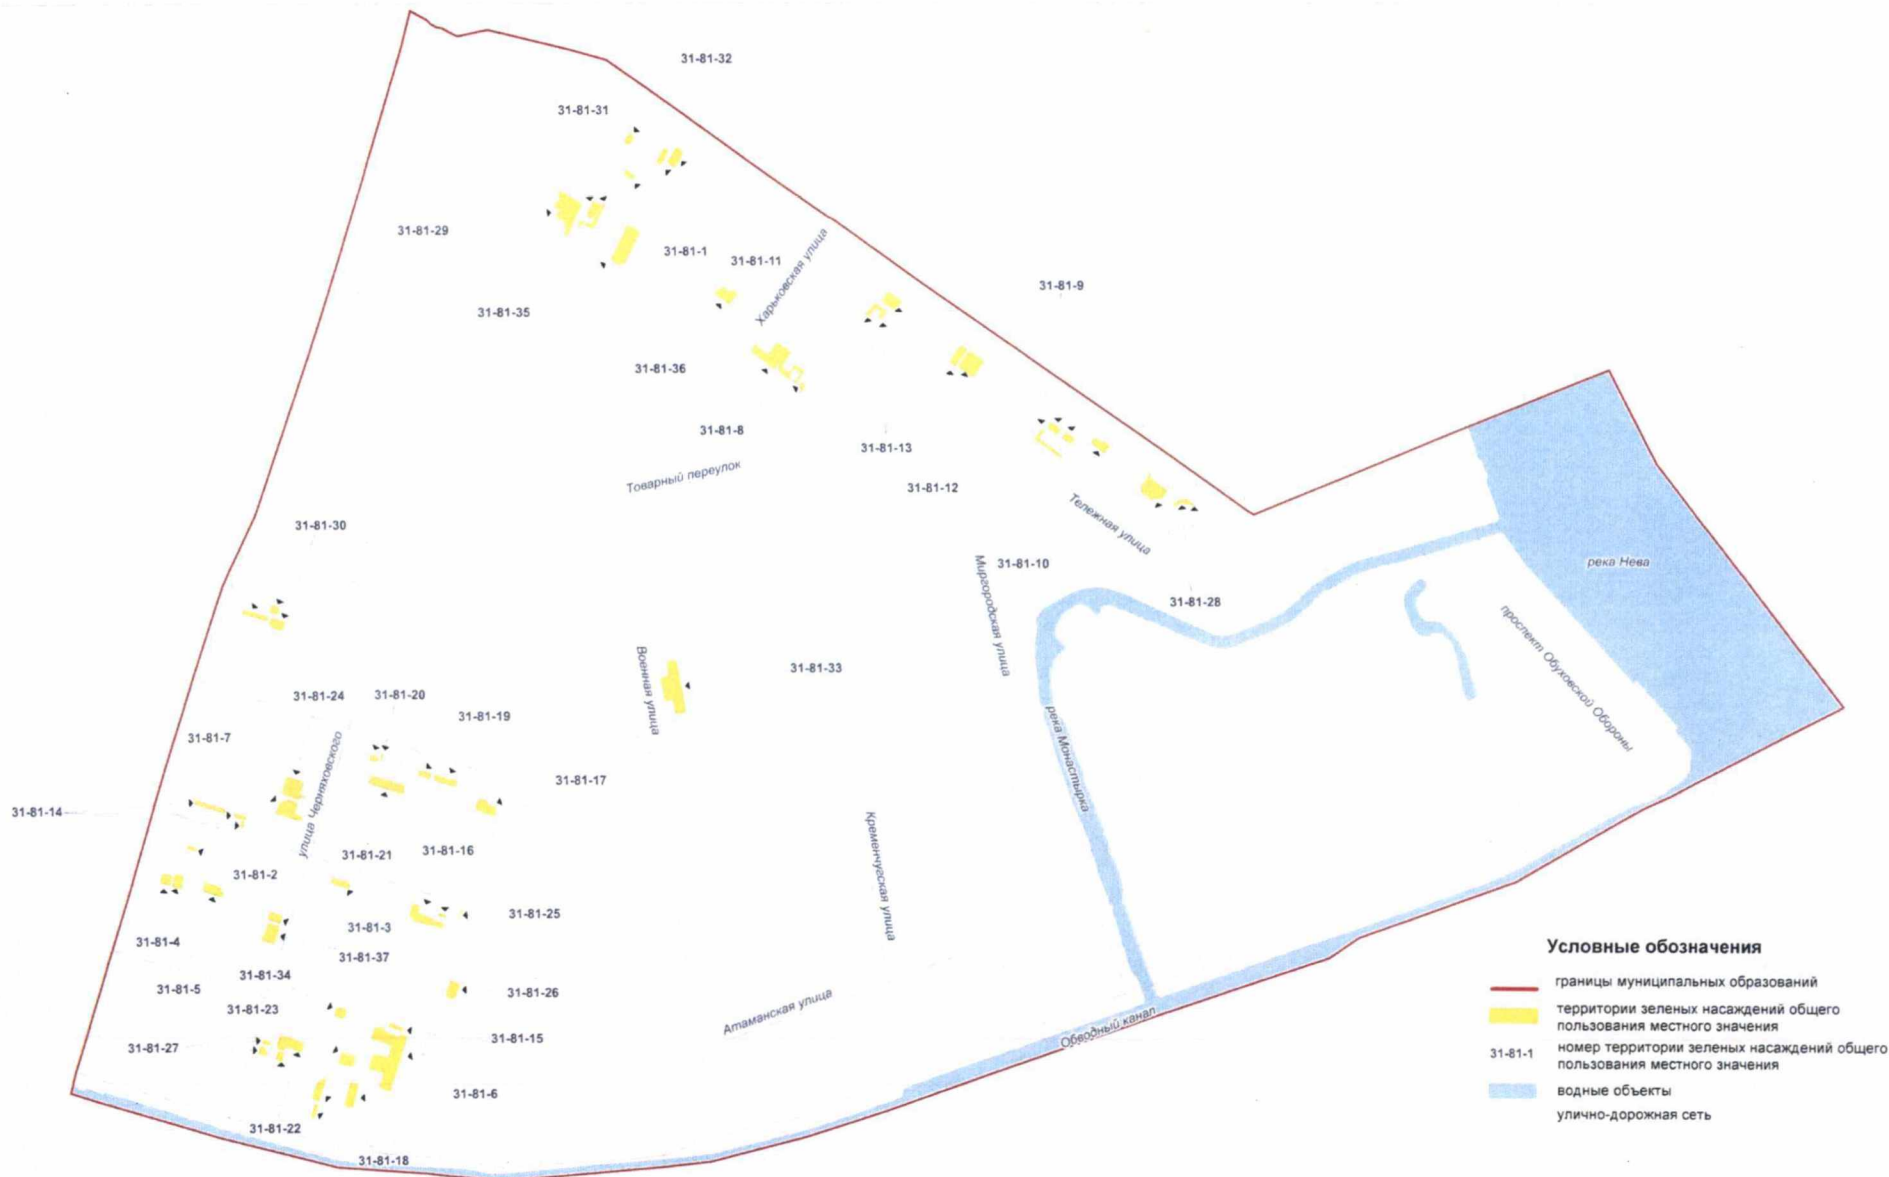 31-81-32
31-81-31
31-81-29
31-81-1
31-81-11
Харьковская улица
31-81-9
31-81-35
31-81-36
31-81-8
31-81-13
Товарный переулок
31-81-12
Тележная улица
31-81-30
31-81-10
Миргородская улица
31-81-28
река Нева
проспект Обуховской Обороны
Военная улица
31-81-33
31-81-24
31-81-20
31-81-19
31-81-7
улица Черняховского
река Монастырка
31-81-17
31-81-14
Кременчугская улица
31-81-21
31-81-16
31-81-2
31-81-3
31-81-25
31-81-4
31-81-37
31-81-34
31-81-5
31-81-26
31-81-23
Атаманская улица
Обводный канал
31-81-15
31-81-27
31-81-6
31-81-22
31-81-18
Условные обозначения
границы муниципальных образований
территории зеленых насаждений общего
пользования местного значения
31-81-1
номер территории зеленых насаждений общего
пользования местного значения
водные объекты
улично-дорожная сеть